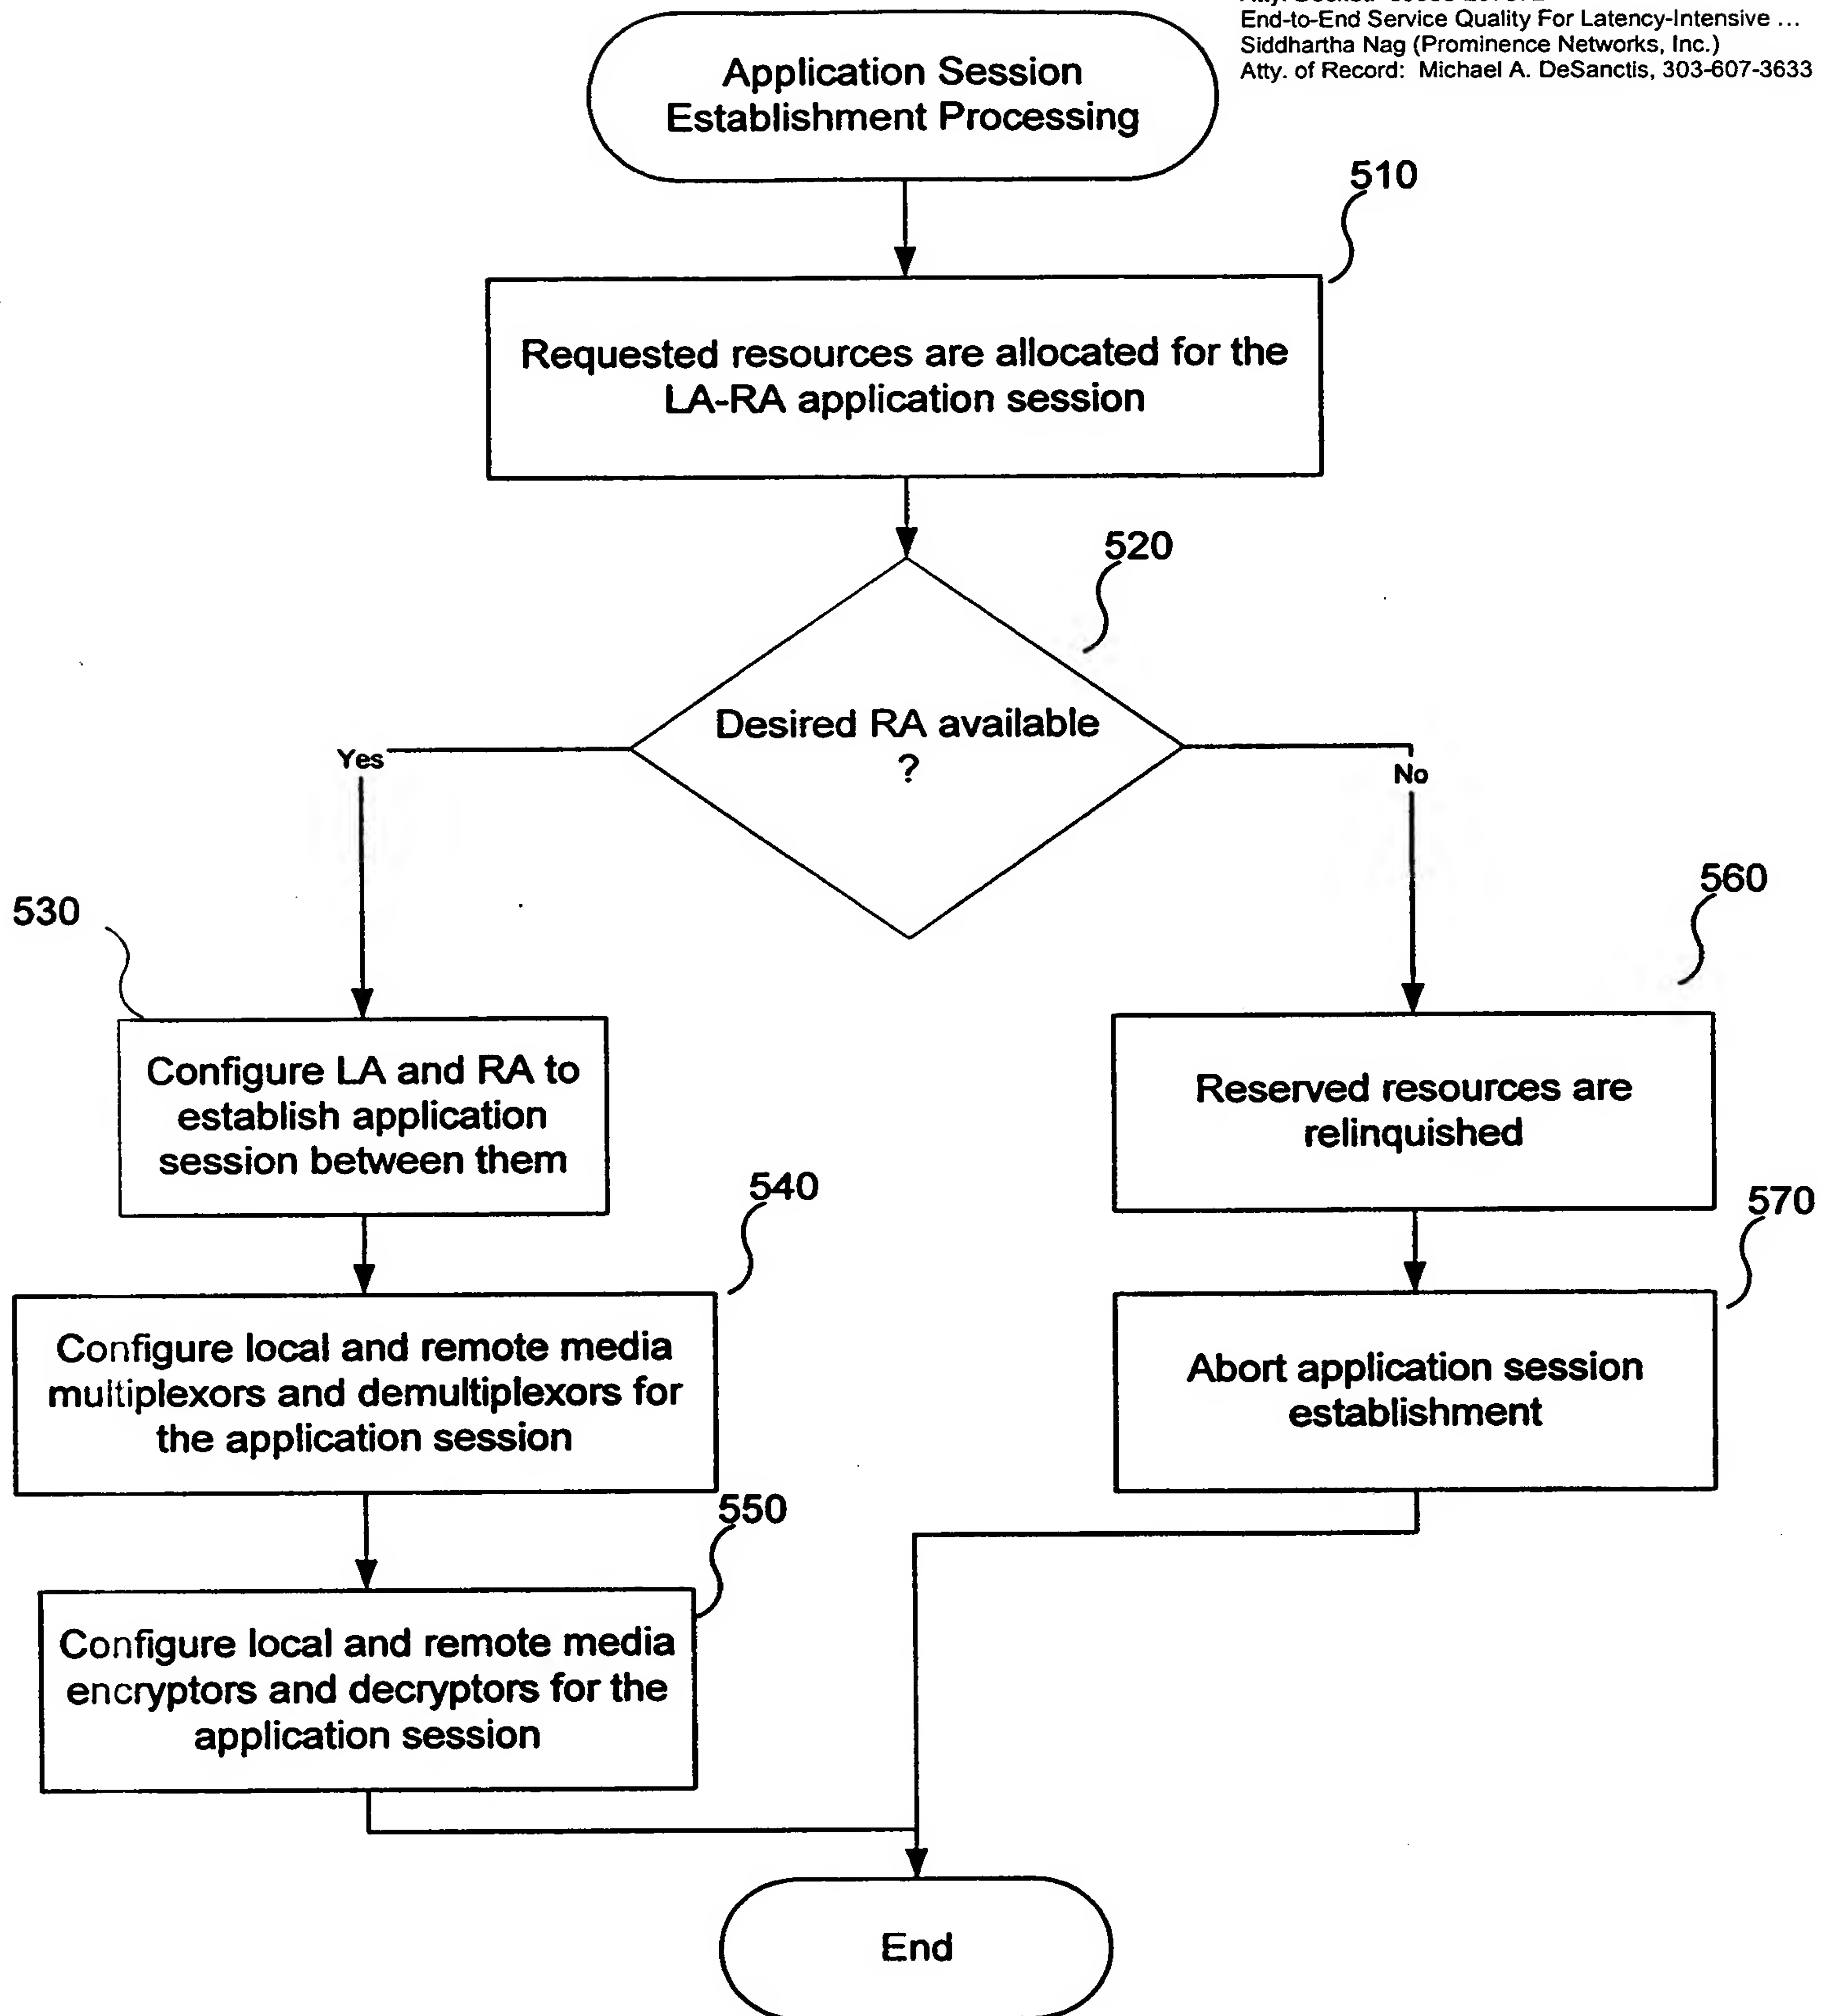 End-to-End Service Quality For Latency-Intensive ...
Siddhartha Nag (Prominence Networks, Inc.)
Atty. of Record: Michael A. DeSanctis, 303-607-3633
Application Session
Establishment Processing
510
Requested resources are allocated for the
LA-RA application session
520
Desired RA available
?
Yes
No
530
560
Configure LA and RA to
establish application
session between them
Reserved resources are
relinquished
540
570
Configure local and remote media
multiplexors and demultiplexors for
the application session
Abort application session
establishment
550
Configure local and remote media
encryptors and decryptors for the
application session
End